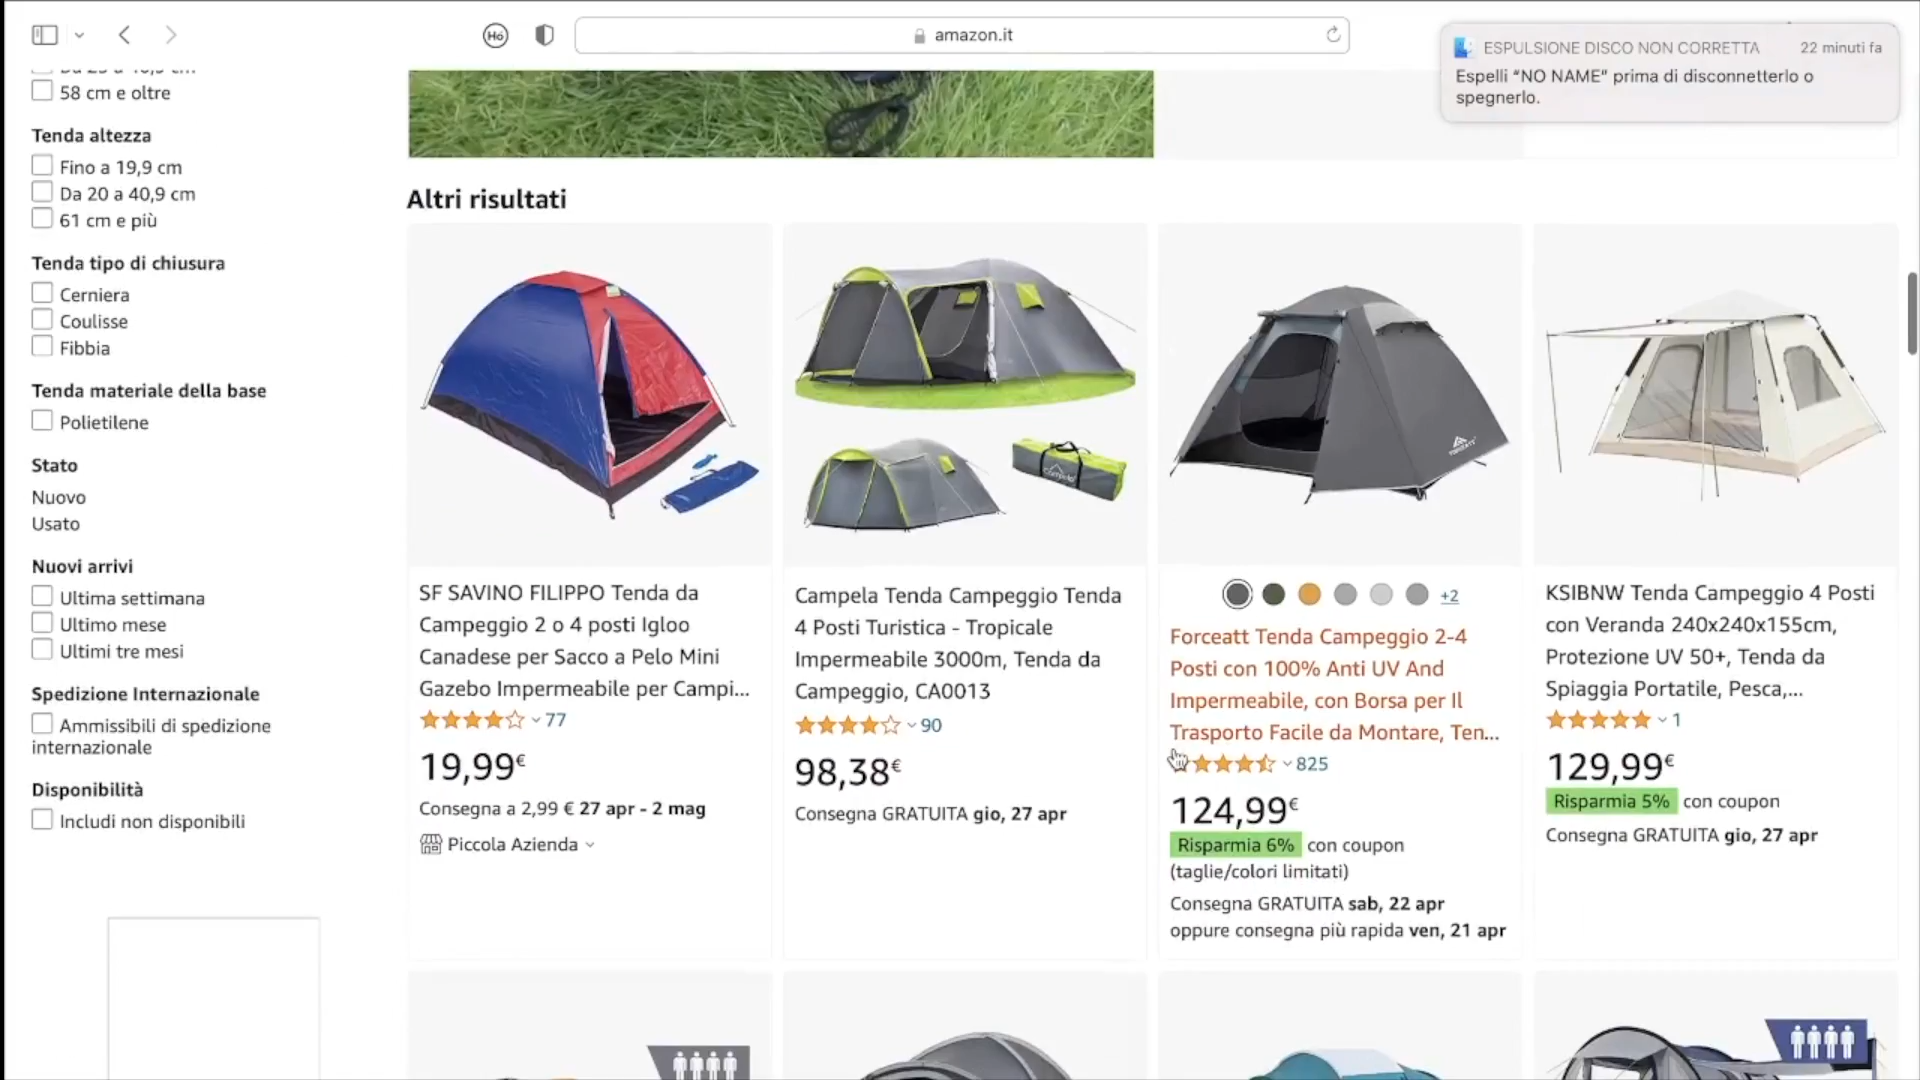 Hó
amazon.it
ESPULSIONE DISCO NON CORRETTA
22 minuti fa
Espelli “NO NAME” prima di disconnetterlo o
spegnerlo.
58 cm e oltre
Tenda altezza
Fino a 19,9 cm
Da 20 a 40,9 cm
61 cm e più
Tenda tipo di chiusura
Cerniera
Coulisse
Fibbia
Tenda materiale della base
Polietilene
Stato
Nuovo
Usato
Nuovi arrivi
Ultima settimana
Ultimo mese
Ultimi tre mesi
Spedizione Internazionale
Ammissibili di spedizione
internazionale
Disponibilità
Includi non disponibili
Altri risultati
SF SAVINO FILIPPO Tenda da
Campeggio 2 o 4 posti Igloo
Canadese per Sacco a Pelo Mini
Gazebo Impermeabile per Campi...
77
19,99€
Consegna a 2,99 € 27 apr - 2 mag
Piccola Azienda
Campela Tenda Campeggio Tenda
4 Posti Turistica - Tropicale
Impermeabile 3000m, Tenda da
Campeggio, CA0013
90
98,38€
Consegna GRATUITA gio, 27 apr
+2
Forceatt Tenda Campeggio 2-4
Posti con 100% Anti UV And
Impermeabile, con Borsa per Il
Trasporto Facile da Montare, Ten...
825
124,99€
Risparmia 6% con coupon
(taglie/colori limitati)
Consegna GRATUITA sab, 22 apr
oppure consegna più rapida ven, 21 apr
KSIBNW Tenda Campeggio 4 Posti
con Veranda 240x240x155cm,
Protezione UV 50+, Tenda da
Spiaggia Portatile, Pesca,...
1
129,99€
Risparmia 5% con coupon
Consegna GRATUITA gio, 27 apr